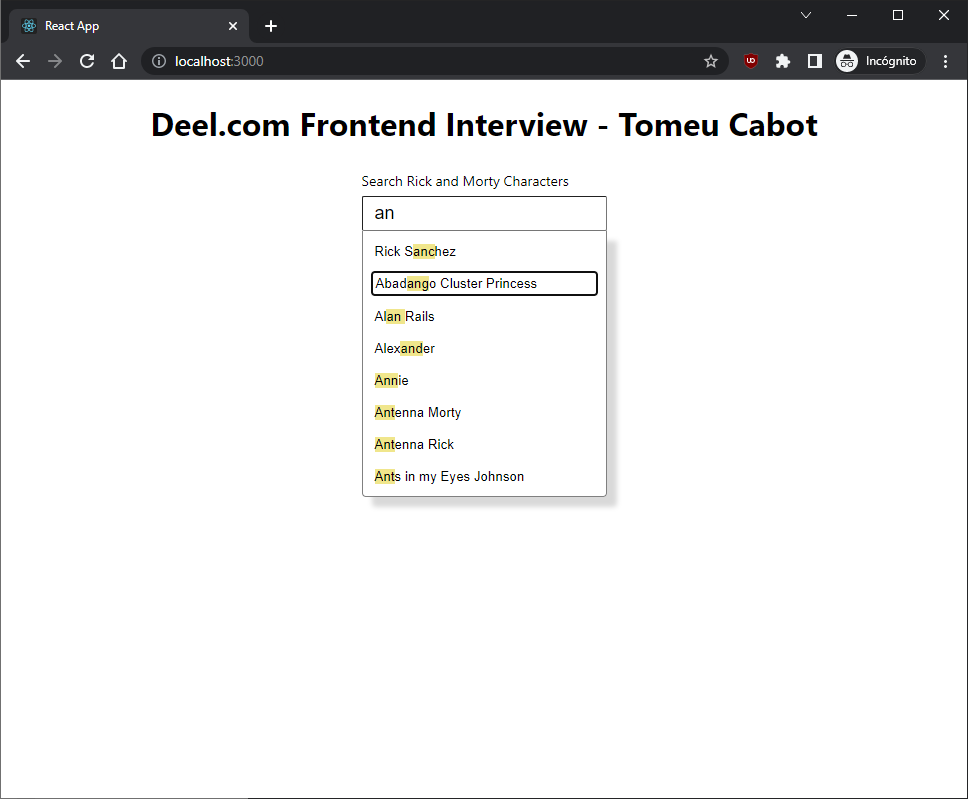 React App
localhost:3000
UD
Incógnito
Deel.com Frontend Interview - Tomeu Cabot
Search Rick and Morty Characters
an
Rick Sanchez
Abadango Cluster Princess
Alan Rails
Alexander
Annie
Antenna Morty
Antenna Rick
Ants in my Eyes Johnson